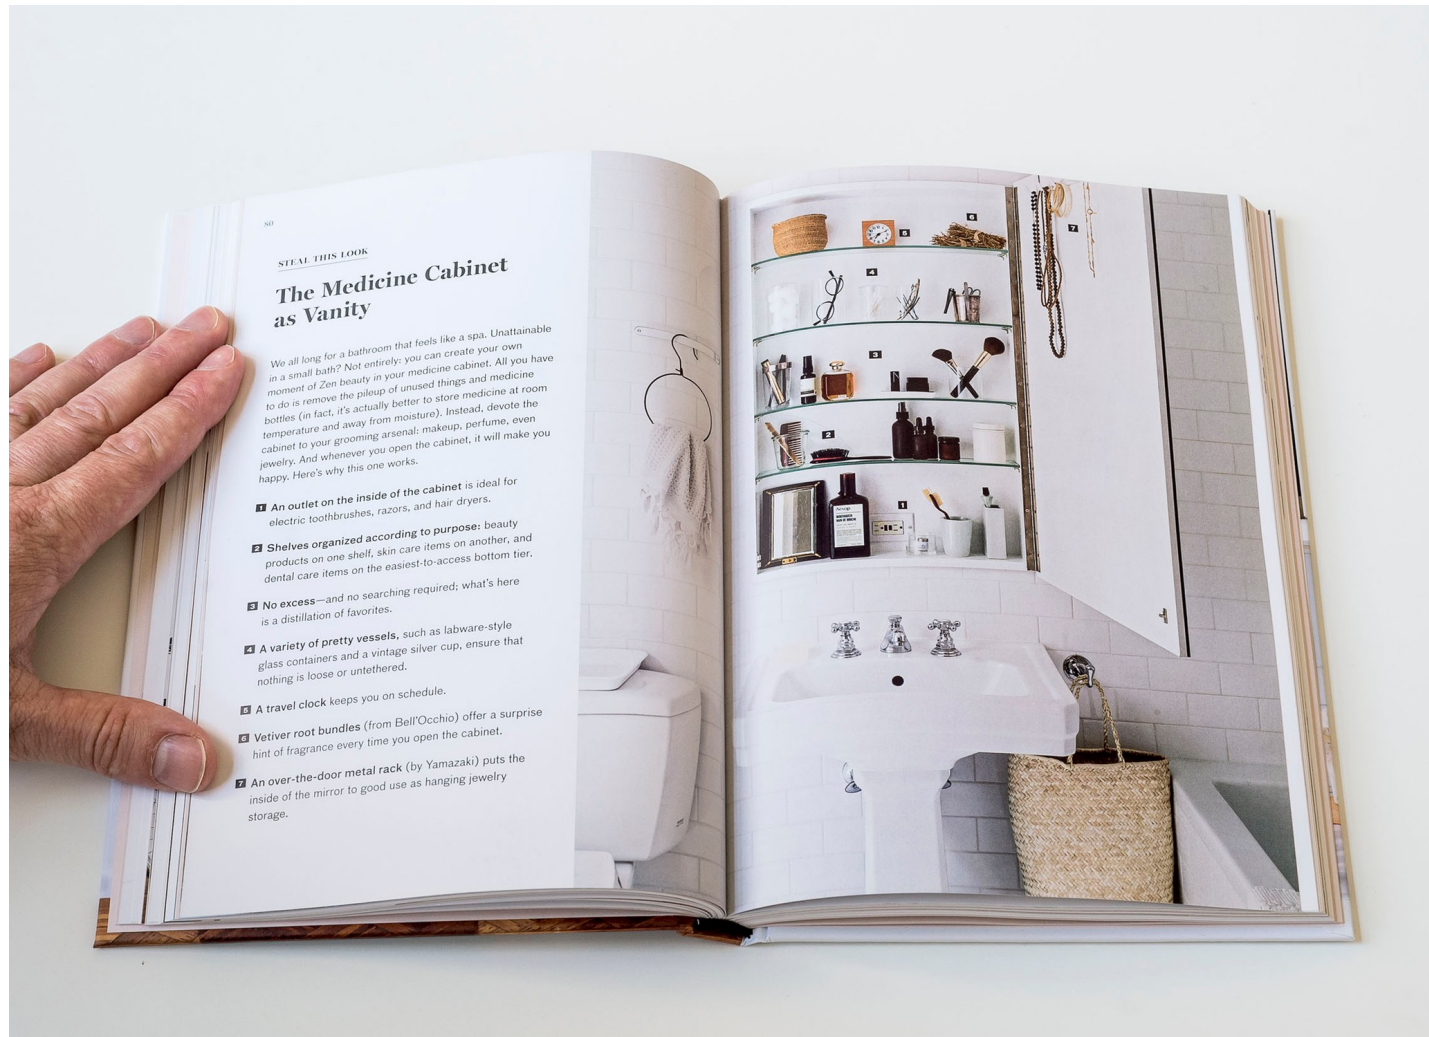 80
STEAL THIS LOOK
The Medicine Cabinet
as Vanity
We all long for a bathroom that feels like a spa. Unattainable
in a small bath? Not entirely: you can create your own
moment of Zen beauty in your medicine cabinet. All you have
to do is remove the pileup of unused things and medicine
bottles (in fact, it's actually better to store medicine at room
temperature and away from moisture). Instead, devote the
cabinet to your grooming arsenal: makeup, perfume, even
jewelry. And whenever you open the cabinet, it will make you
happy. Here's why this one works.
1 An outlet on the inside of the cabinet is ideal for
electric toothbrushes, razors, and hair dryers.
2 Shelves organized according to purpose: beauty
products on one shelf, skin care items on another, and
dental care items on the easiest-to-access bottom tier.
3 No excess—and no searching required; what's here
is a distillation of favorites.
4 A variety of pretty vessels, such as labware-style
glass containers and a vintage silver cup, ensure that
nothing is loose or untethered.
5 A travel clock keeps you on schedule.
6 Vetiver root bundles (from Bell'Occhio) offer a surprise
hint of fragrance every time you open the cabinet.
7 An over-the-door metal rack (by Yamazaki) puts the
inside of the mirror to good use as hanging jewelry
storage.
6
5
7
4
3
2
1
Aesop